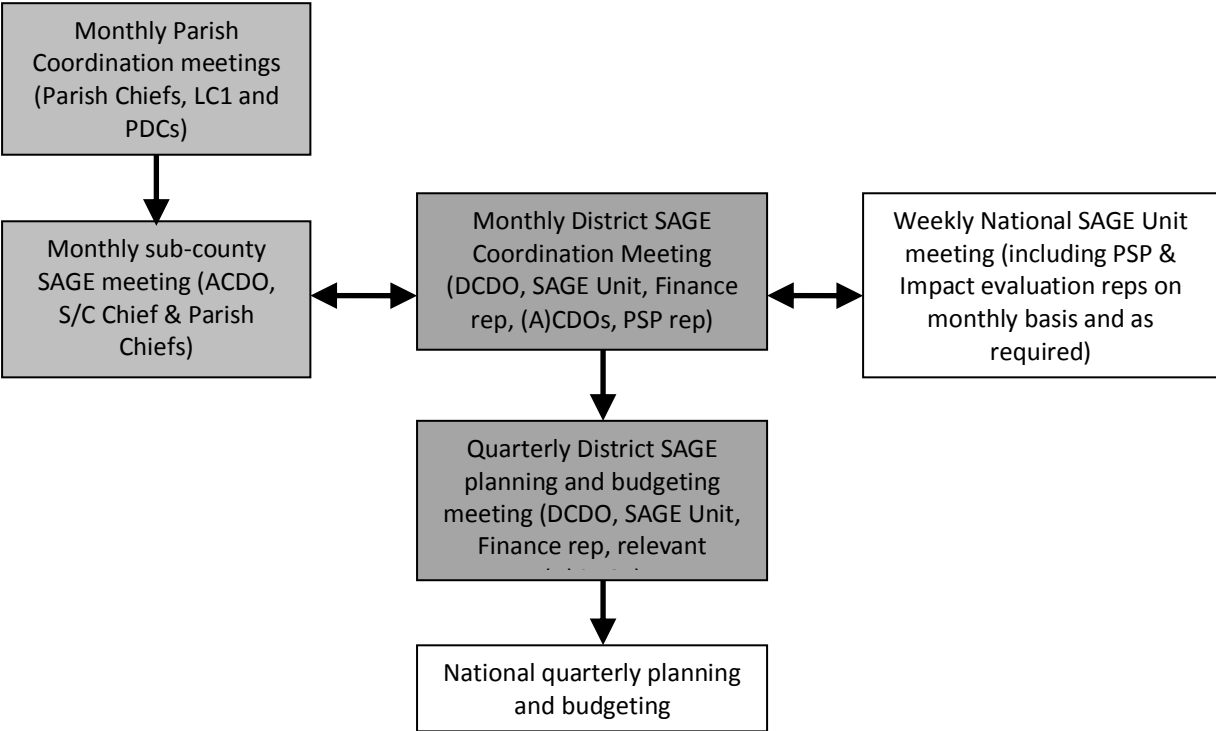 Monthly Parish
Coordination meetings
(Parish Chiefs, LC1 and
PDCs)
Monthly sub-county
SAGE meeting (ACDO,
S/C Chief & Parish
Chiefs)
Monthly District SAGE
Coordination Meeting
(DCDO, SAGE Unit, Finance
rep, (A)CDOs, PSP rep)
Weekly National SAGE Unit
meeting (including PSP &
Impact evaluation reps on
monthly basis and as
required)
Quarterly District SAGE
planning and budgeting
meeting (DCDO, SAGE Unit,
Finance rep, relevant
National quarterly planning
and budgeting